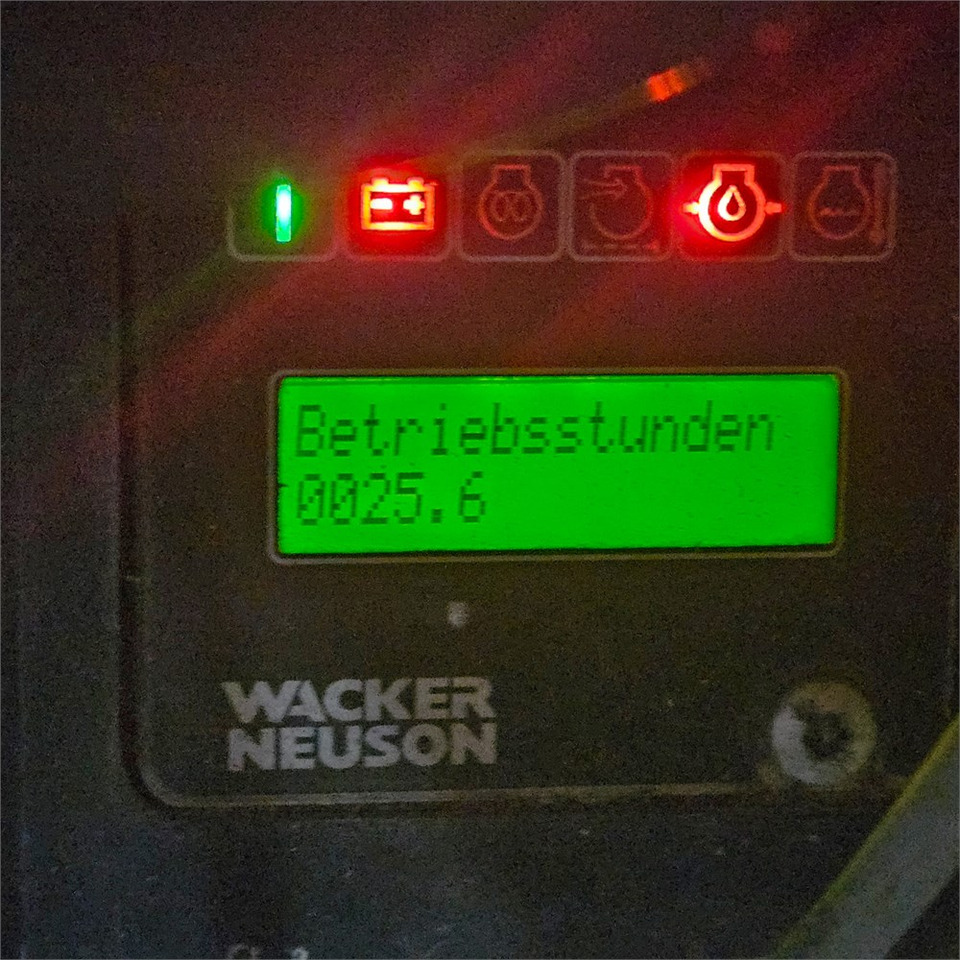 Betriebsstunden
0025.6
WACKER
NEUSON